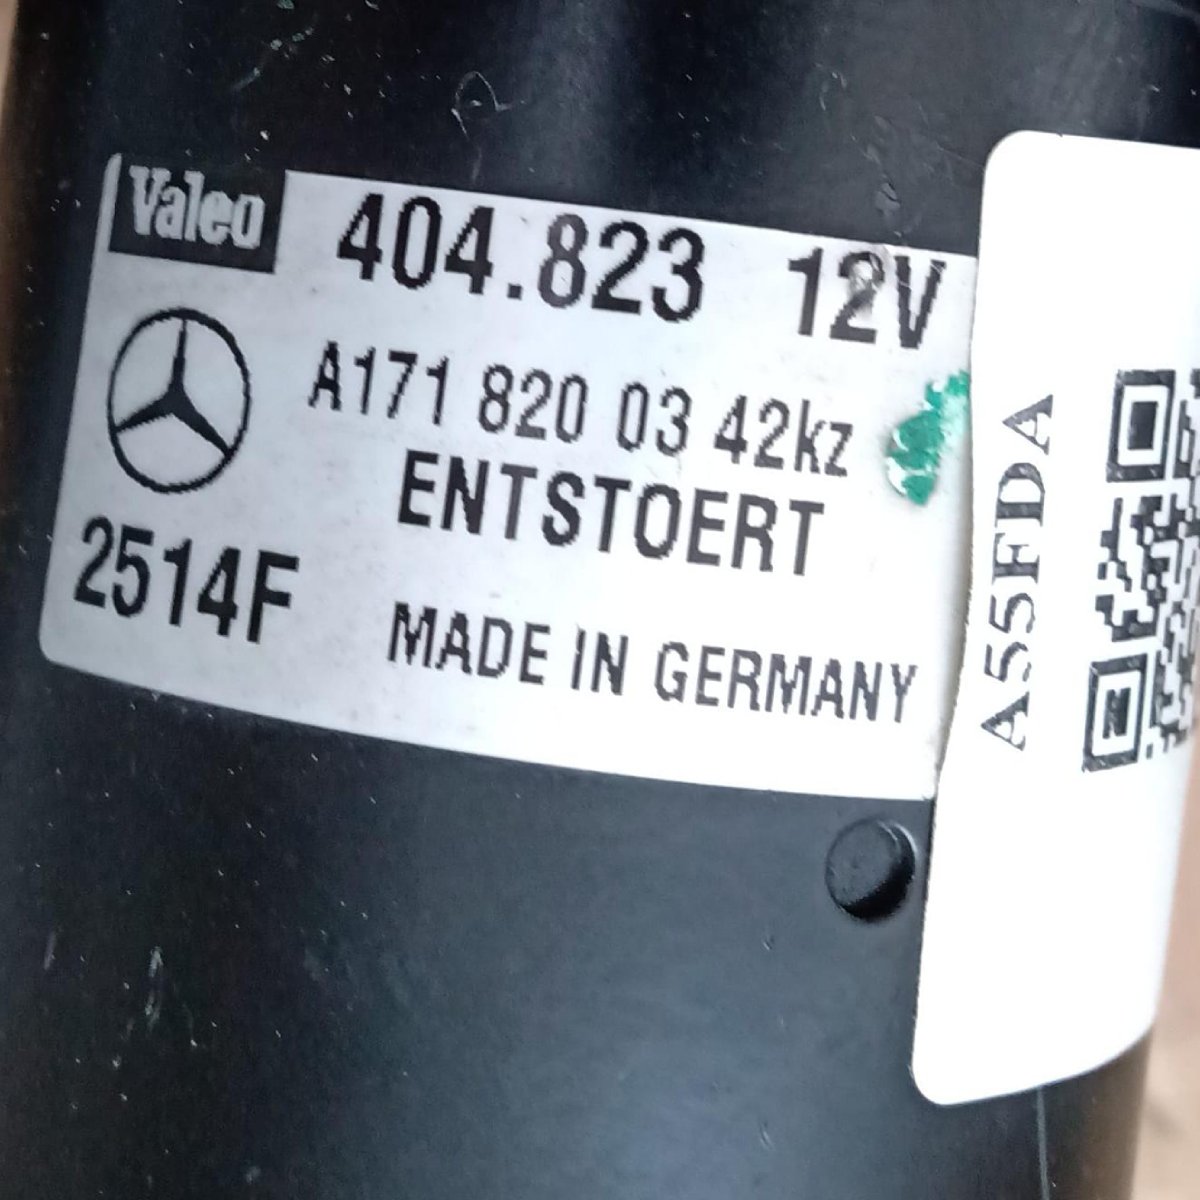 Valeo 404.823 12V
A171 820 03 42kz
ENTSTOERT
2514F
MADE IN GERMANY
A55FDA